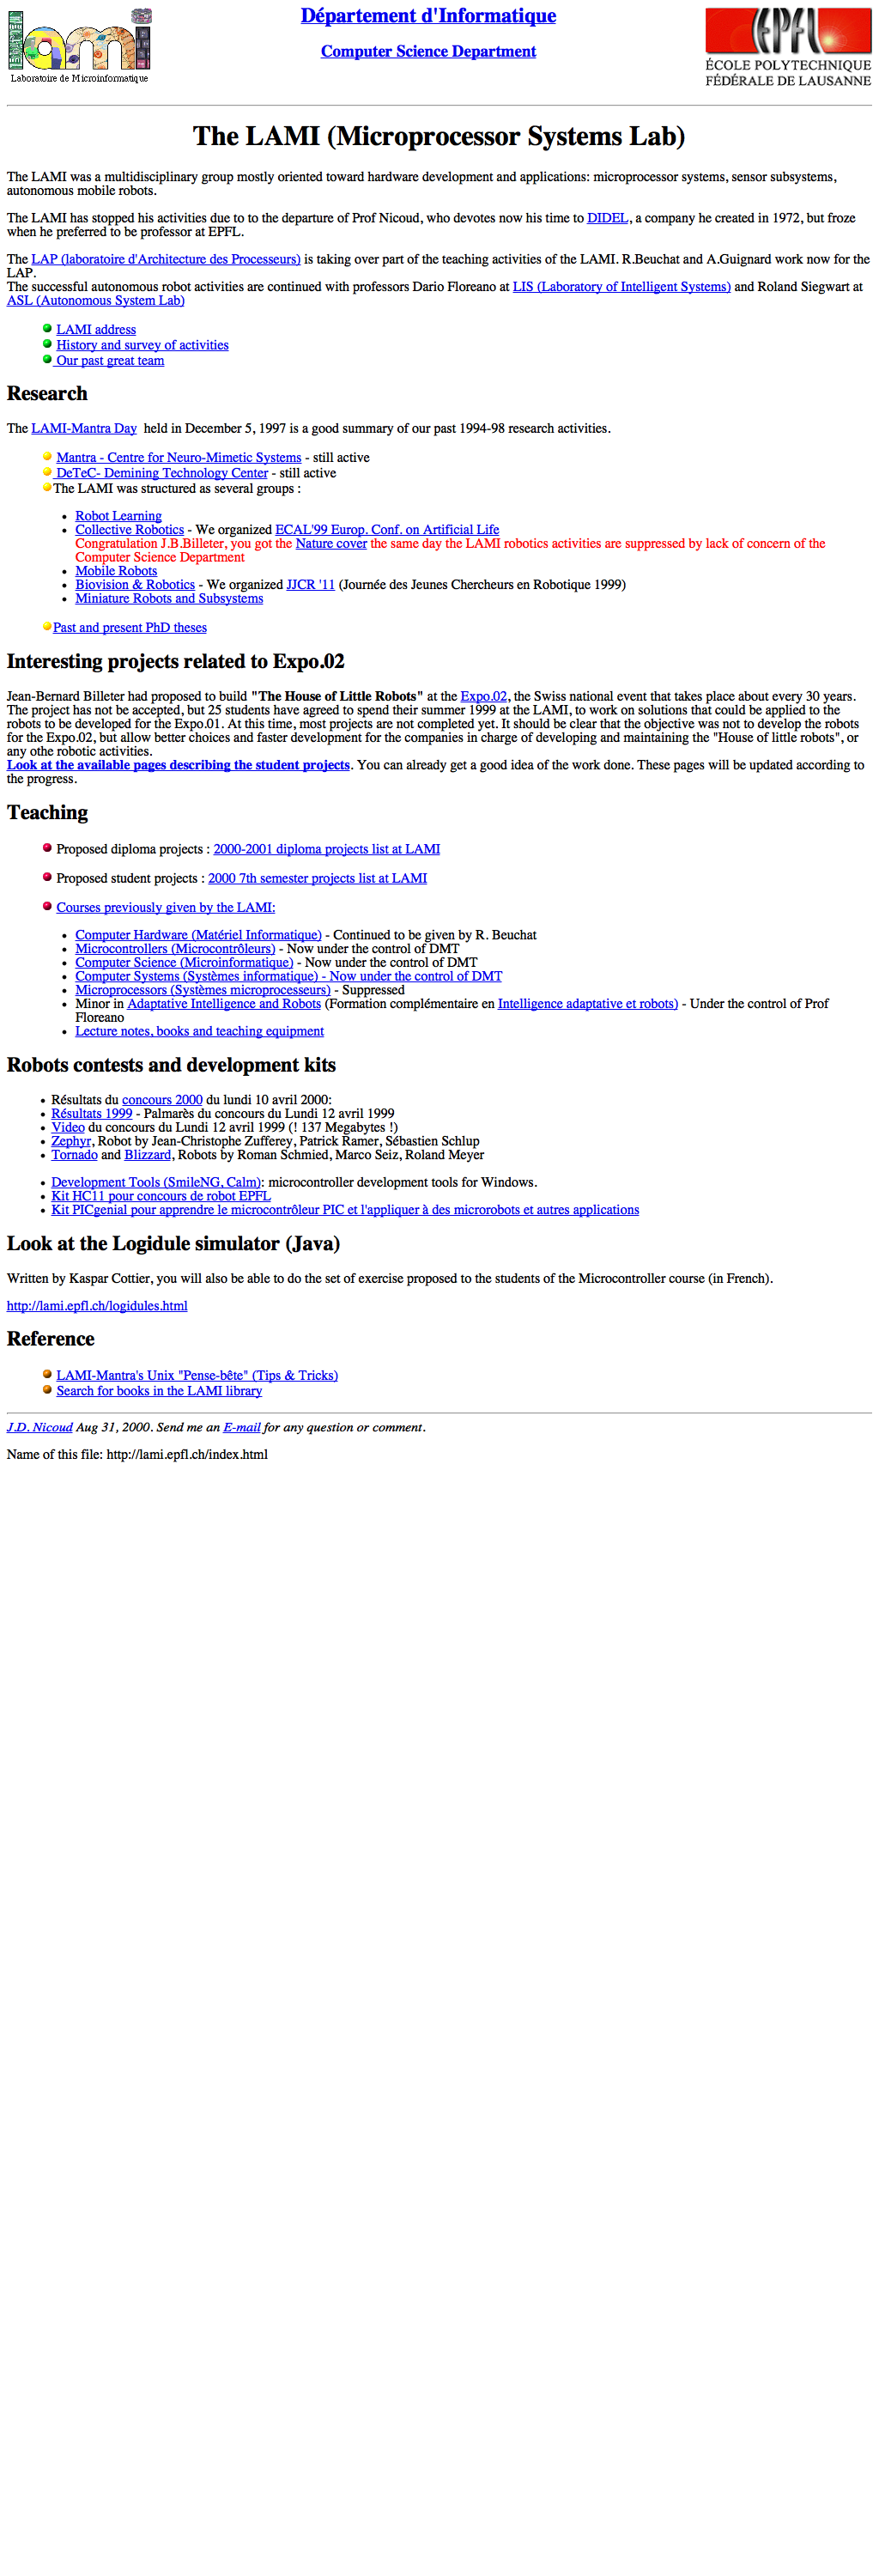 lami
Laboratoire de Microinformatique
Département d'Informatique
Computer Science Department
EPFL
ÉCOLE POLYTECHNIQUE
FÉDÉRALE DE LAUSANNE
The LAMI (Microprocessor Systems Lab)
The LAMI was a multidisciplinary group mostly oriented toward hardware development and applications: microprocessor systems, sensor subsystems,
autonomous mobile robots.
The LAMI has stopped his activities due to to the departure of Prof Nicoud, who devotes now his time to DIDEL, a company he created in 1972, but froze
when he preferred to be professor at EPFL.
The LAP (laboratoire d'Architecture des Processeurs) is taking over part of the teaching activities of the LAMI. R.Beuchat and A.Guignard work now for the
LAP.
The successful autonomous robot activities are continued with professors Dario Floreano at LIS (Laboratory of Intelligent Systems) and Roland Siegwart at
ASL (Autonomous System Lab)
LAMI address
History and survey of activities
Our past great team
Research
The LAMI-Mantra Day held in December 5, 1997 is a good summary of our past 1994-98 research activities.
Mantra - Centre for Neuro-Mimetic Systems - still active
DeTeC- Demining Technology Center - still active
The LAMI was structured as several groups :
• Robot Learning
• Collective Robotics - We organized ECAL'99 Europ. Conf. on Artificial Life
Congratulation J.B.Billeter, you got the Nature cover the same day the LAMI robotics activities are suppressed by lack of concern of the
Computer Science Department
• Mobile Robots
• Biovision & Robotics - We organized JJCR '11 (Journée des Jeunes Chercheurs en Robotique 1999)
• Miniature Robots and Subsystems
Past and present PhD theses
Interesting projects related to Expo.02
Jean-Bernard Billeter had proposed to build "The House of Little Robots" at the Expo.02, the Swiss national event that takes place about every 30 years.
The project has not be accepted, but 25 students have agreed to spend their summer 1999 at the LAMI, to work on solutions that could be applied to the
robots to be developed for the Expo.01. At this time, most projects are not completed yet. It should be clear that the objective was not to develop the robots
for the Expo.02, but allow better choices and faster development for the companies in charge of developing and maintaining the "House of little robots", or
any othe robotic activities.
Look at the available pages describing the student projects. You can already get a good idea of the work done. These pages will be updated according to
the progress.
Teaching
Proposed diploma projects : 2000-2001 diploma projects list at LAMI
Proposed student projects : 2000 7th semester projects list at LAMI
Courses previously given by the LAMI:
• Computer Hardware (Matériel Informatique) - Continued to be given by R. Beuchat
• Microcontrollers (Microcontrôleurs) - Now under the control of DMT
• Computer Science (Microinformatique) - Now under the control of DMT
• Computer Systems (Systèmes informatique) - Now under the control of DMT
• Microprocessors (Systèmes microprocesseurs) - Suppressed
• Minor in Adaptative Intelligence and Robots (Formation complémentaire en Intelligence adaptative et robots) - Under the control of Prof
Floreano
• Lecture notes, books and teaching equipment
Robots contests and development kits
• Résultats du concours 2000 du lundi 10 avril 2000:
• Résultats 1999 - Palmarès du concours du Lundi 12 avril 1999
• Video du concours du Lundi 12 avril 1999 (! 137 Megabytes !)
• Zephyr, Robot by Jean-Christophe Zufferey, Patrick Ramer, Sébastien Schlup
• Tornado and Blizzard, Robots by Roman Schmied, Marco Seiz, Roland Meyer
• Development Tools (SmileNG, Calm): microcontroller development tools for Windows.
• Kit HC11 pour concours de robot EPFL
• Kit PICgenial pour apprendre le microcontrôleur PIC et l'appliquer à des microrobots et autres applications
Look at the Logidule simulator (Java)
Written by Kaspar Cottier, you will also be able to do the set of exercise proposed to the students of the Microcontroller course (in French).
http://lami.epfl.ch/logidules.html
Reference
LAMI-Mantra's Unix "Pense-bête" (Tips & Tricks)
Search for books in the LAMI library
J.D. Nicoud Aug 31, 2000. Send me an E-mail for any question or comment.
Name of this file: http://lami.epfl.ch/index.html